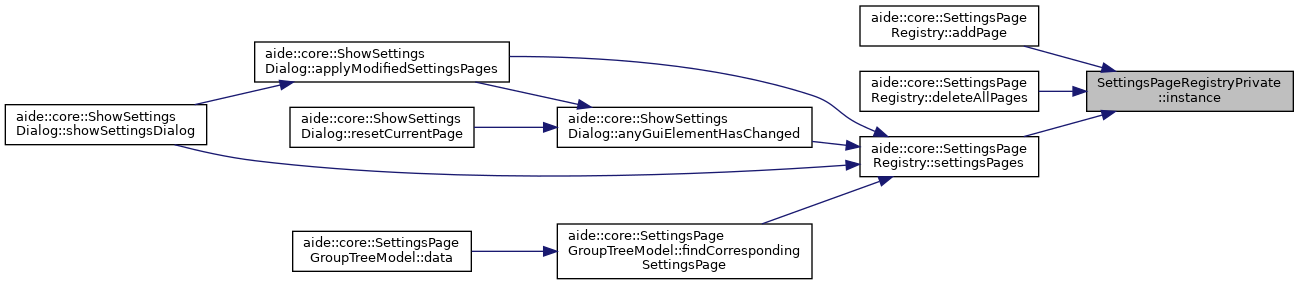 aide::core::SettingsPage
Registry::addPage
aide::core::ShowSettings
Dialog::applyModifiedSettingsPages
aide::core::SettingsPage
Registry::deleteAllPages
SettingsPageRegistryPrivate
::instance
aide::core::ShowSettings
Dialog::showSettingsDialog
aide::core::ShowSettings
Dialog::resetCurrentPage
aide::core::ShowSettings
Dialog::anyGuiElementHasChanged
aide::core::SettingsPage
Registry::settingsPages
aide::core::SettingsPage
GroupTreeModel::data
aide::core::SettingsPage
GroupTreeModel::findCorresponding
SettingsPage